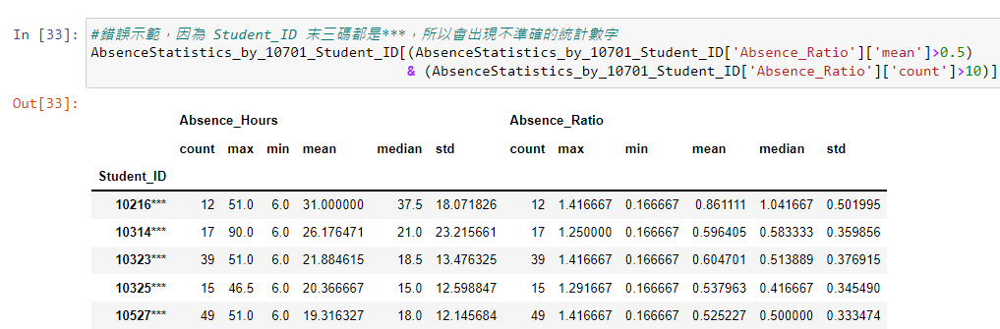 In [33]: #錯誤示範，因為 Student_ID 末三碼都是***，所以會出現不準確的統計數字
AbsenceStatistics_by_10701_Student_ID[(AbsenceStatistics_by_10701_Student_ID['Absence_Ratio']['mean']>0.5)
& (AbsenceStatistics_by_10701_Student_ID['Absence_Ratio']['count']>10)]
Out[33]:
Absence_Hours Absence_Ratio
count max min mean median std count max min mean median std
Student_ID
10216*** 12 51.0 6.0 31.000000 37.5 18.071826 12 1.416667 0.166667 0.861111 1.041667 0.501995
10314*** 17 90.0 6.0 26.176471 21.0 23.215661 17 1.250000 0.166667 0.596405 0.583333 0.359856
10323*** 39 51.0 6.0 21.884615 18.5 13.476325 39 1.416667 0.166667 0.604701 0.513889 0.376915
10325*** 15 46.5 6.0 20.366667 15.0 12.598847 15 1.291667 0.166667 0.537963 0.416667 0.345490
10527*** 49 51.0 6.0 19.316327 18.0 12.145684 49 1.416667 0.166667 0.525227 0.500000 0.333474